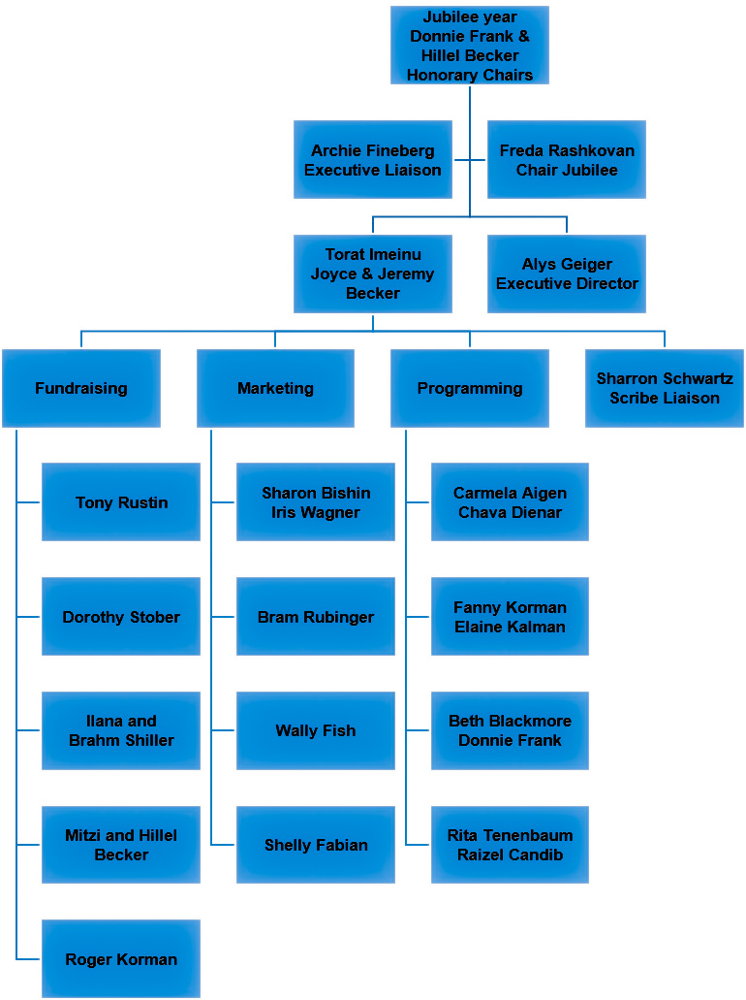 Jubilee year
Donnie Frank &
Hillel Becker
Honorary Chairs
Archie Fineberg
Executive Liaison
Freda Rashkovan
Chair Jubilee
Torat Imeinu
Joyce & Jeremy
Becker
Alys Geiger
Executive Director
Fundraising
Marketing
Programming
Sharron Schwartz
Scribe Liaison
Tony Rustin
Dorothy Stober
Ilana and
Brahm Shiller
Mitzi and Hillel
Becker
Roger Korman
Sharon Bishin
Iris Wagner
Bram Rubinger
Wally Fish
Shelly Fabian
Carmela Aigen
Chava Dienar
Fanny Korman
Elaine Kalman
Beth Blackmore
Donnie Frank
Rita Tenenbaum
Raizel Candib